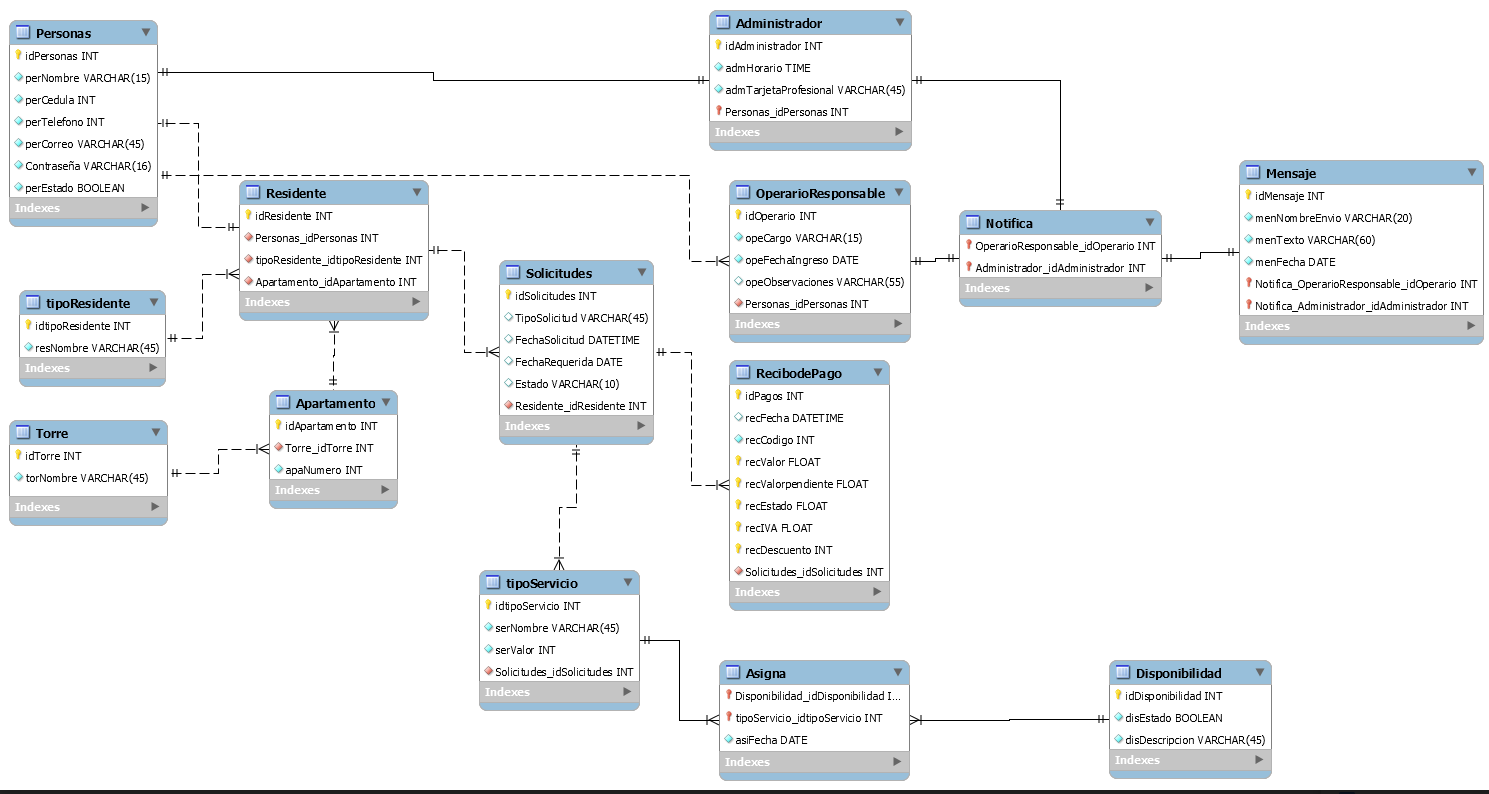 Personas
idPersonas INT
perNombre VARCHAR(15)
perCedula INT
perTelefono INT
perCorreo VARCHAR(45)
Contraseña VARCHAR(16)
perEstado BOOLEAN
Indexes
Administrador
idAdministrador INT
admHorario TIME
admTarjetaProfesional VARCHAR(45)
Personas_idPersonas INT
Indexes
Residente
idResidente INT
Personas_idPersonas INT
tipoResidente_idtipoResidente INT
Apartamento_idApartamento INT
Indexes
OperarioResponsable
idOperario INT
opeCargo VARCHAR(15)
opeFechaIngreso DATE
opeObservaciones VARCHAR(55)
Personas_idPersonas INT
Indexes
Notifica
OperarioResponsable_idOperario INT
Administrador_idAdministrador INT
Indexes
Mensaje
idMensaje INT
menNombreEnvio VARCHAR(20)
menTexto VARCHAR(60)
menFecha DATE
Notifica_OperarioResponsable_idOperario INT
Notifica_Administrador_idAdministrador INT
Indexes
tipoResidente
idtipoResidente INT
resNombre VARCHAR(45)
Indexes
Solicitudes
idSolicitudes INT
TipoSolicitud VARCHAR(45)
FechaSolicitud DATETIME
FechaRequerida DATE
Estado VARCHAR(10)
Residente_idResidente INT
Indexes
RecibodePago
idPagos INT
recFecha DATETIME
recCodigo INT
recValor FLOAT
recValorpendiente FLOAT
recEstado FLOAT
recIVA FLOAT
recDescuento INT
Solicitudes_idSolicitudes INT
Indexes
Torre
idTorre INT
torNombre VARCHAR(45)
Indexes
Apartamento
idApartamento INT
Torre_idTorre INT
apaNumero INT
Indexes
tipoServicio
idtipoServicio INT
serNombre VARCHAR(45)
serValor INT
Solicitudes_idSolicitudes INT
Indexes
Asigna
Disponibilidad_idDisponibilidad I...
tipoServicio_idtipoServicio INT
asiFecha DATE
Indexes
Disponibilidad
idDisponibilidad INT
disEstado BOOLEAN
disDescripcion VARCHAR(45)
Indexes